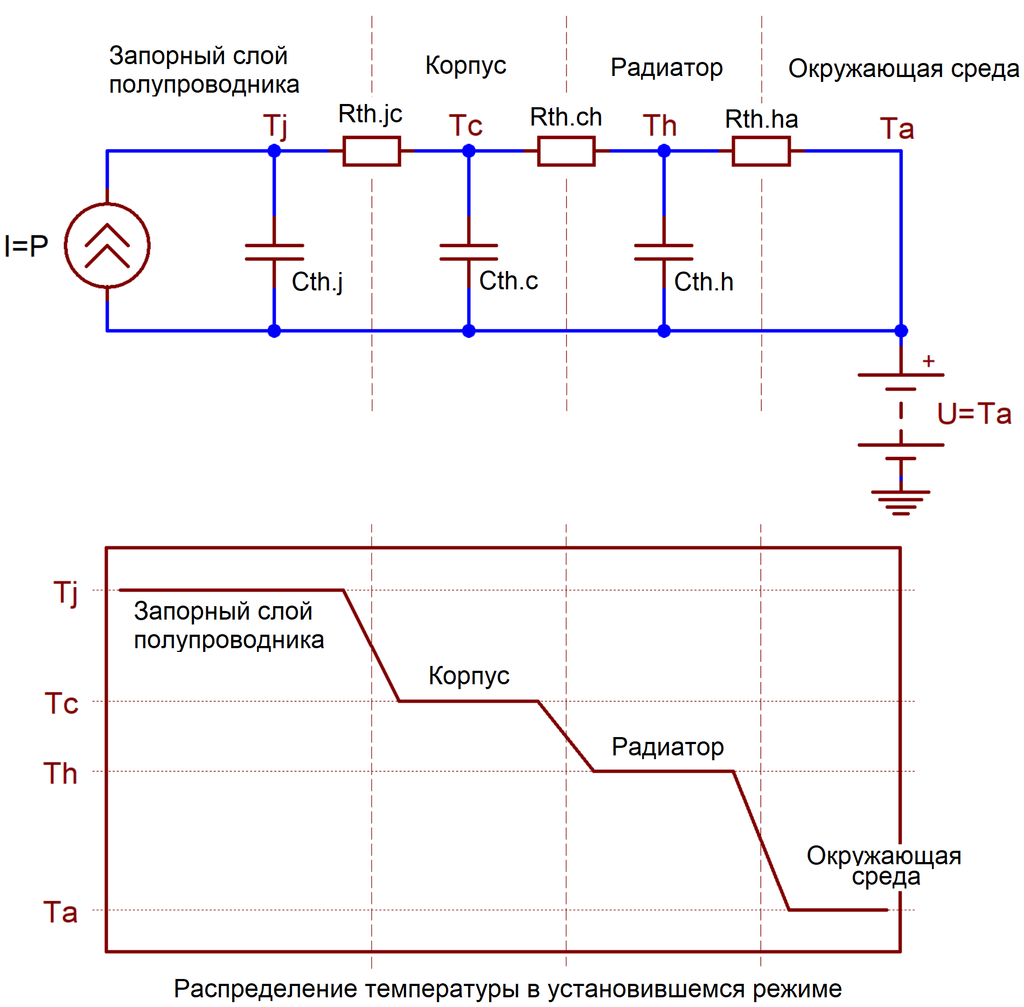 Запорный слой
полупроводника
Корпус
Радиатор
Окружающая среда
Tj
Rth.jc
Tc
Rth.ch
Th
Rth.ha
Ta
I=P
Cth.j
Cth.c
Cth.h
+
U=Ta
Tj
Запорный слой
полупроводника
Tc
Корпус
Th
Радиатор
Окружающая
среда
Ta
Распределение температуры в установившемся режиме